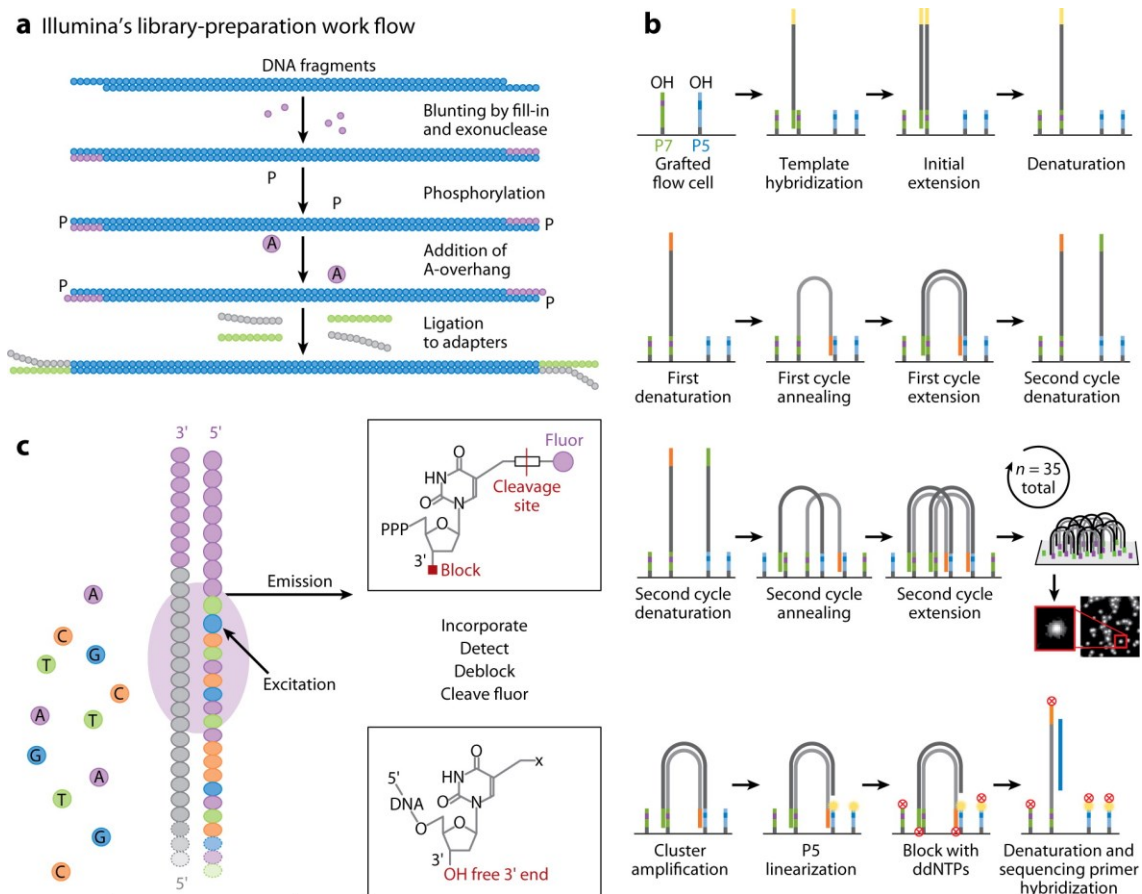 a Illumina's library-preparation work flow
DNA fragments
Blunting by fill-in
and exonuclease
P
P
Phosphorylation
P
P
A
A
Addition of
A-overhang
P
P
Ligation
to adapters
b
OH
OH
P7
P5
Grafted
flow cell
Template
hybridization
Initial
extension
Denaturation
First
denaturation
First cycle
annealing
First cycle
extension
Second cycle
denaturation
n = 35
total
Second cycle
denaturation
Second cycle
annealing
Second cycle
extension
Cluster
amplification
P5
linearization
Block with
ddNTPs
Denaturation and
sequencing primer
hybridization
c
3'
5'
A
C
G
T
C
A
T
G
A
T
G
C
5'
Emission
Excitation
Fluor
O
HN
Cleavage
site
O
N
PPP
O
3'
Block
Incorporate
Detect
Deblock
Cleave fluor
O
x
HN
5'
O
N
DNA
O
O
3'
OH free 3' end